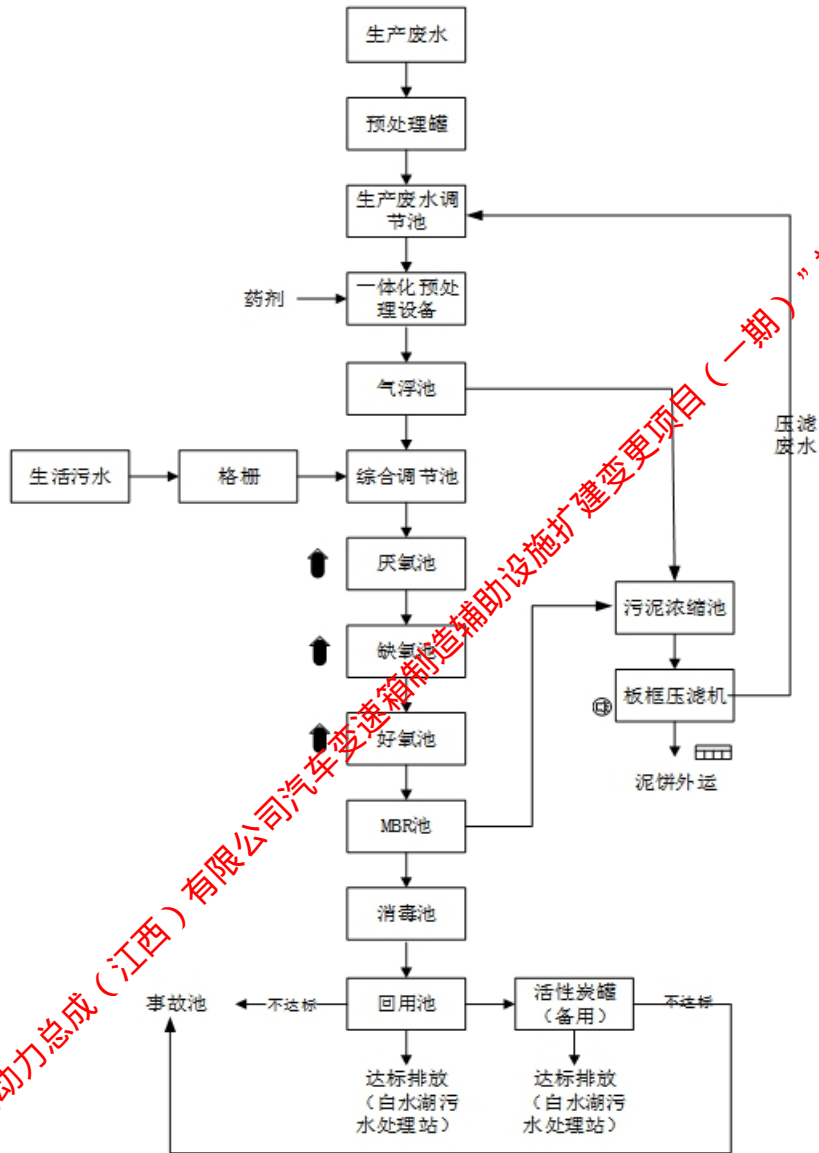 生产废水
预处理罐
生产废水调
节池
药剂
一体化预处
理设备
气浮池
压滤
废水
生活污水
格栅
综合调节池
厌氧池
污泥浓缩池
缺氧池
板框压滤机
好氧池
泥饼外运
MBR池
消毒池
事故池
不达标
回用池
活性炭罐
（备用）
不达标
达标排放
（白水湖污
水处理站）
达标排放
（白水湖污
水处理站）
动力总成（江西）有限公司汽车变速箱制造辅助设施扩建变更项目（一期）”